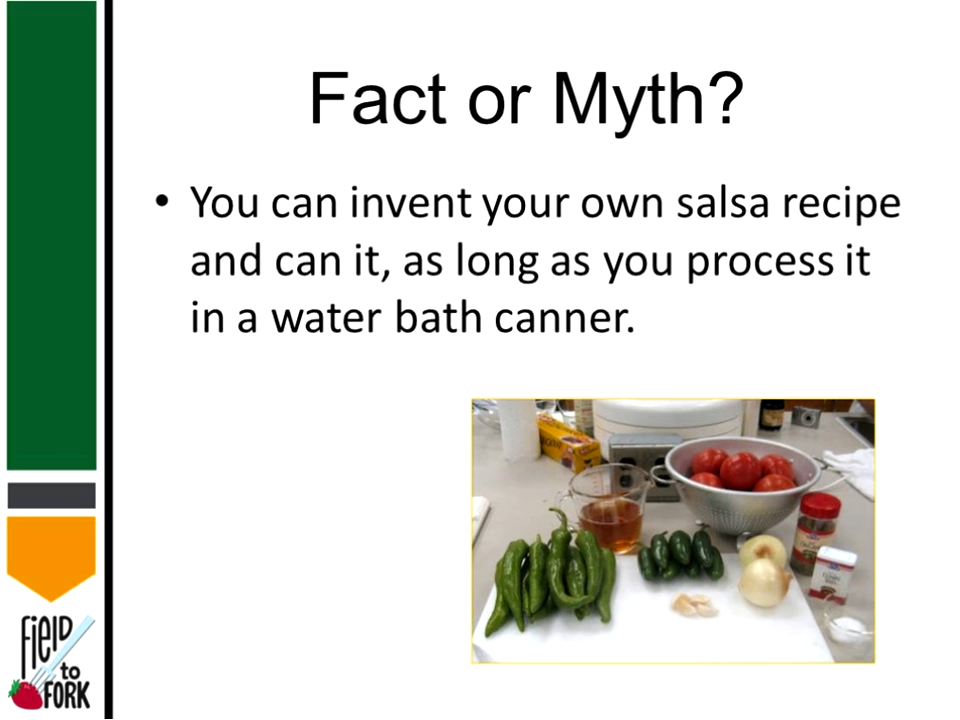 Fact or Myth?
• You can invent your own salsa recipe
and can it, as long as you process it
in a water bath canner.
FiELD
to
FORK